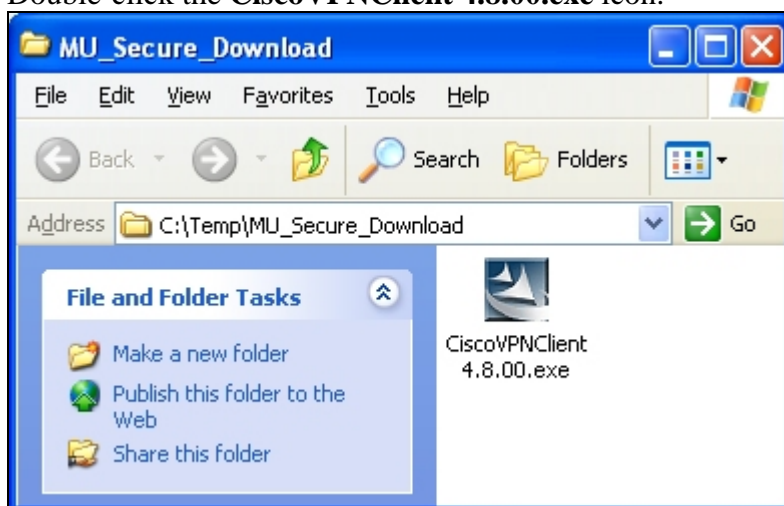 Double-click the CiscoVPNClient 4.8.00.exe icon.
MU_Secure_Download
File Edit View Favorites Tools Help
Back Search Folders
Address C:\Temp\MU_Secure_Download Go
File and Folder Tasks
Make a new folder
Publish this folder to the
Web
Share this folder
CiscoVPNClient
4.8.00.exe